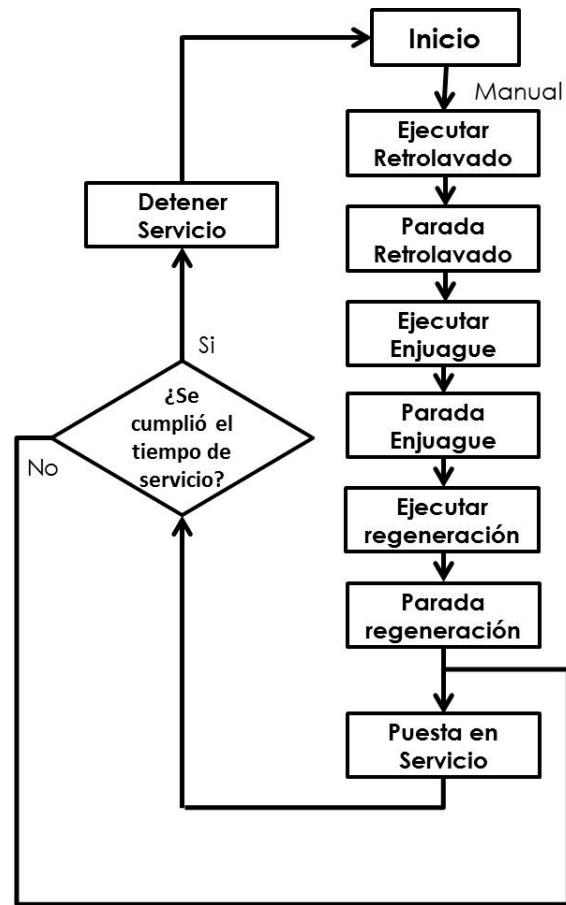 Inicio
Manual
Ejecutar
Retrolavado
Parada
Retrolavado
Ejecutar
Enjuague
Parada
Enjuague
Ejecutar
regeneración
Parada
regeneración
Puesta en
Servicio
¿Se
cumplió el
tiempo de
servicio?
No
Si
Detener
Servicio